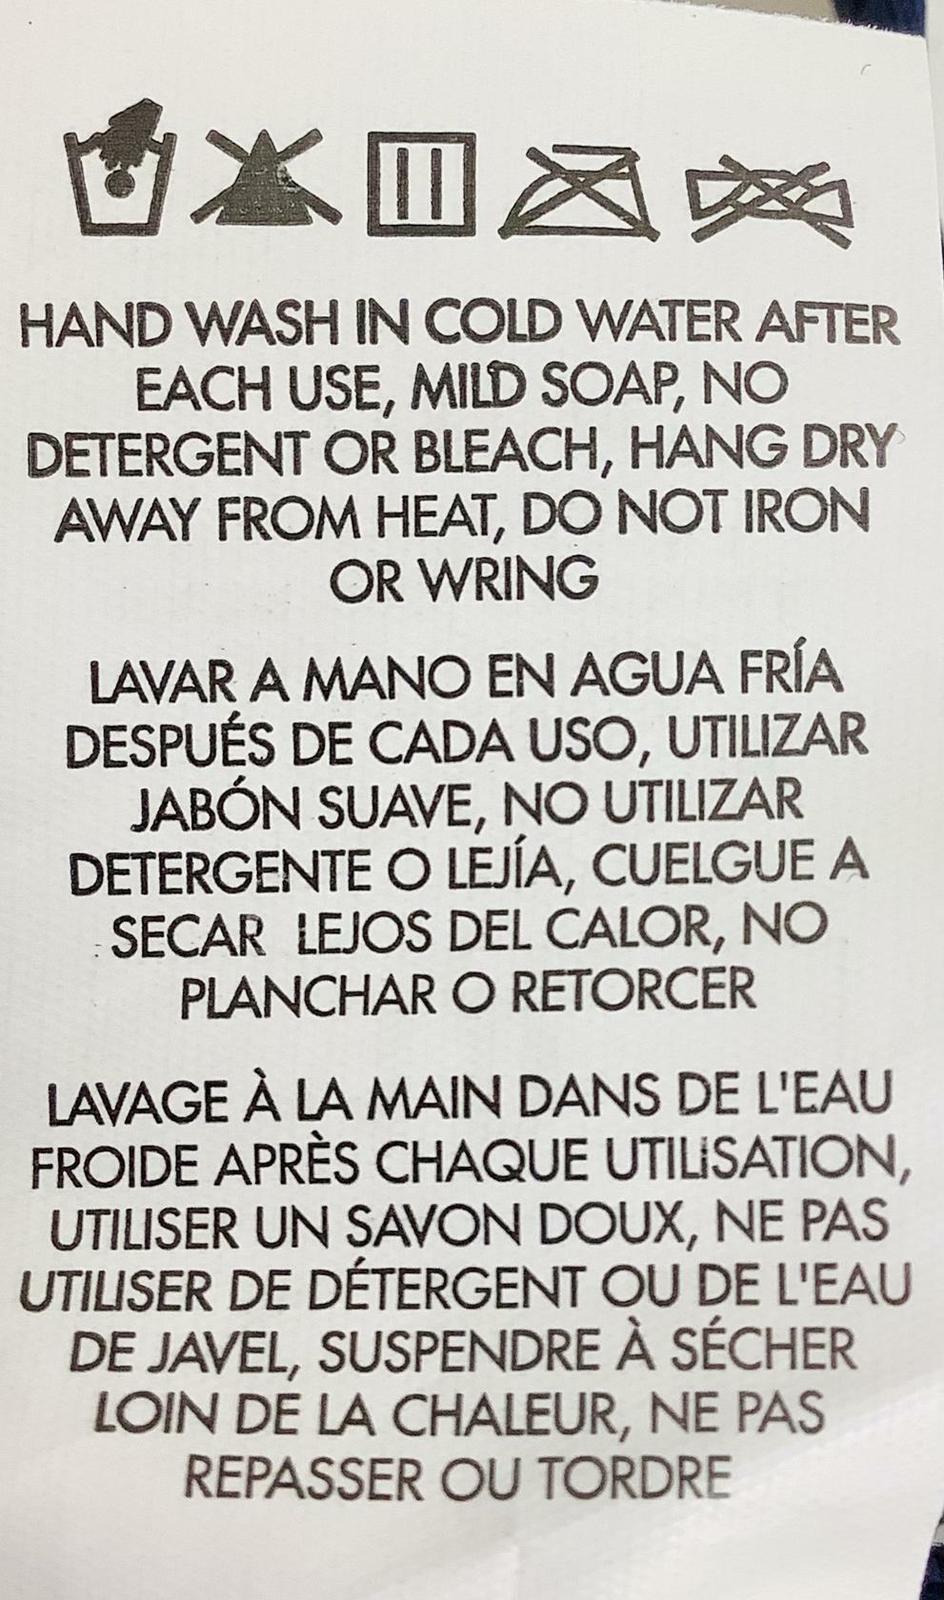 HAND WASH IN COLD WATER AFTER
EACH USE, MILD SOAP, NO
DETERGENT OR BLEACH, HANG DRY
AWAY FROM HEAT, DO NOT IRON
OR WRING
LAVAR A MANO EN AGUA FRÍA
DESPUÉS DE CADA USO, UTILIZAR
JABÓN SUAVE, NO UTILIZAR
DETERGENTE O LEJÍA, CUELGUE A
SECAR LEJOS DEL CALOR, NO
PLANCHAR O RETORCER
LAVAGE À LA MAIN DANS DE L'EAU
FROIDE APRÈS CHAQUE UTILISATION,
UTILISER UN SAVON DOUX, NE PAS
UTILISER DE DÉTERGENT OU DE L'EAU
DE JAVEL, SUSPENDRE À SÉCHER
LOIN DE LA CHALEUR, NE PAS
REPASSER OU TORDRE